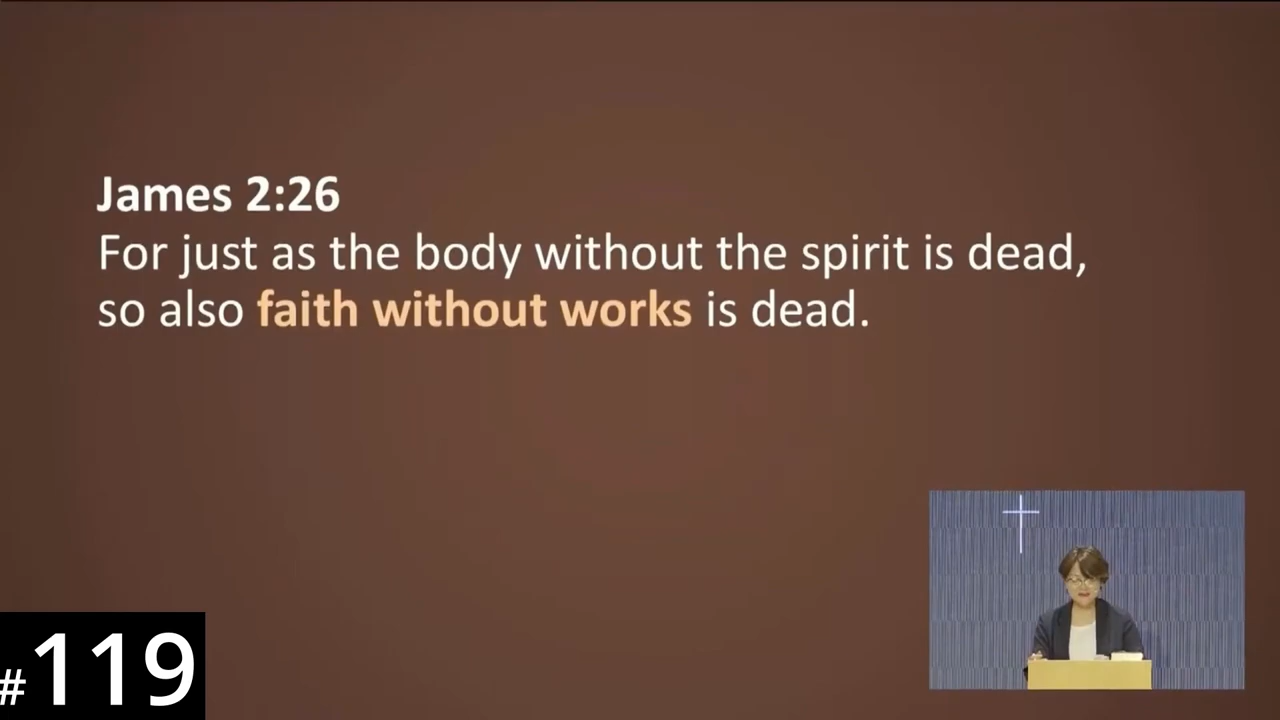 James 2:26
For just as the body without the spirit is dead,
so also faith without works is dead.
#119